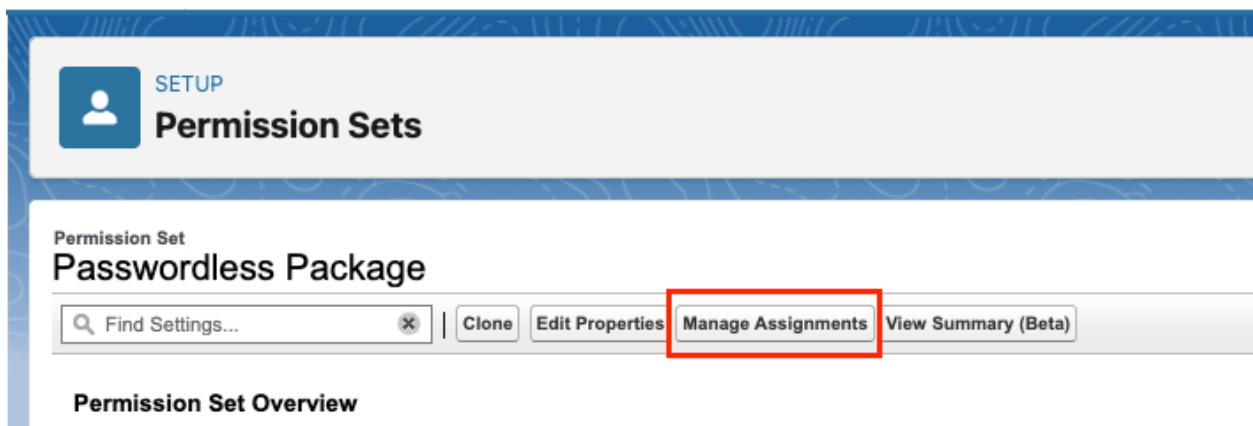 SETUP
Permission Sets
Permission Set
Passwordless Package
Find Settings... Clone Edit Properties Manage Assignments View Summary (Beta)
Permission Set Overview